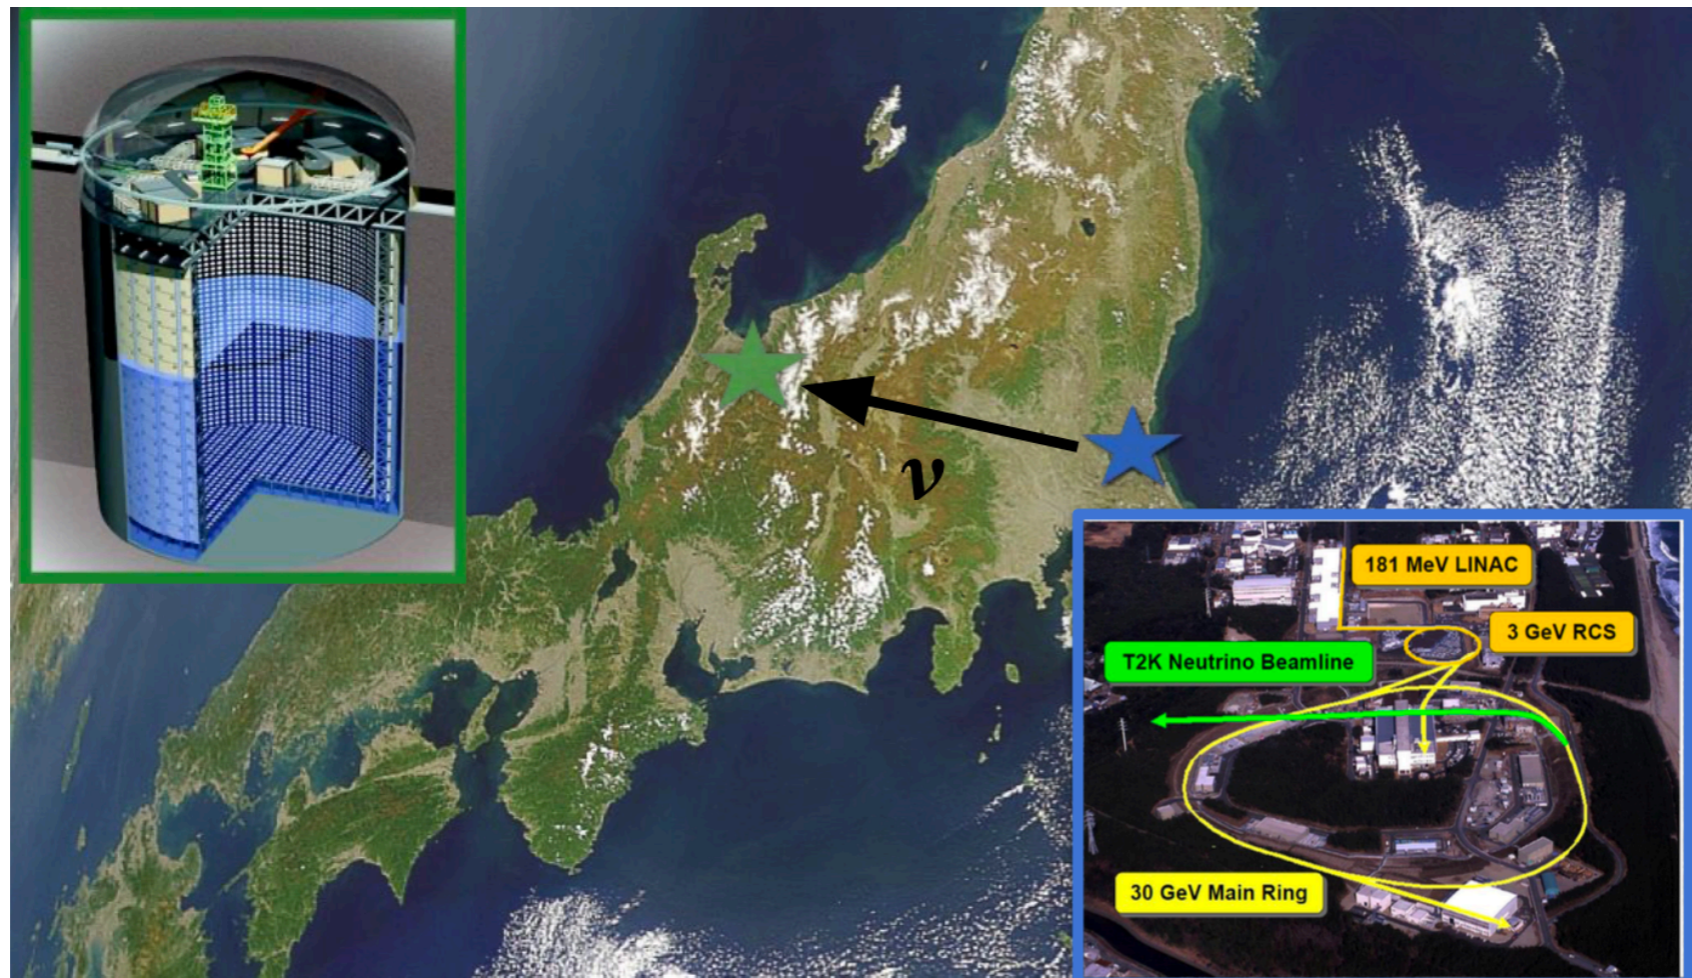 ν
181 MeV LINAC
3 GeV RCS
T2K Neutrino Beamline
30 GeV Main Ring